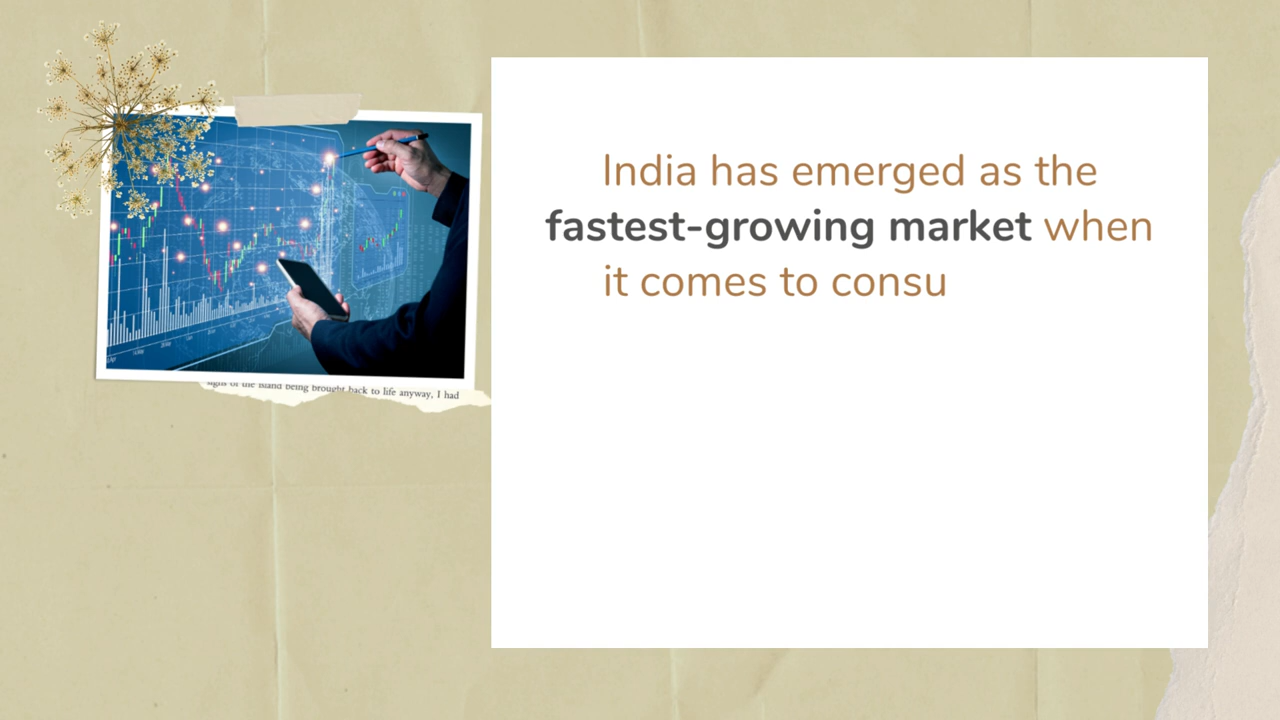 India has emerged as the
fastest-growing market when
it comes to consu
signs of the island being brought back to life anyway, I had